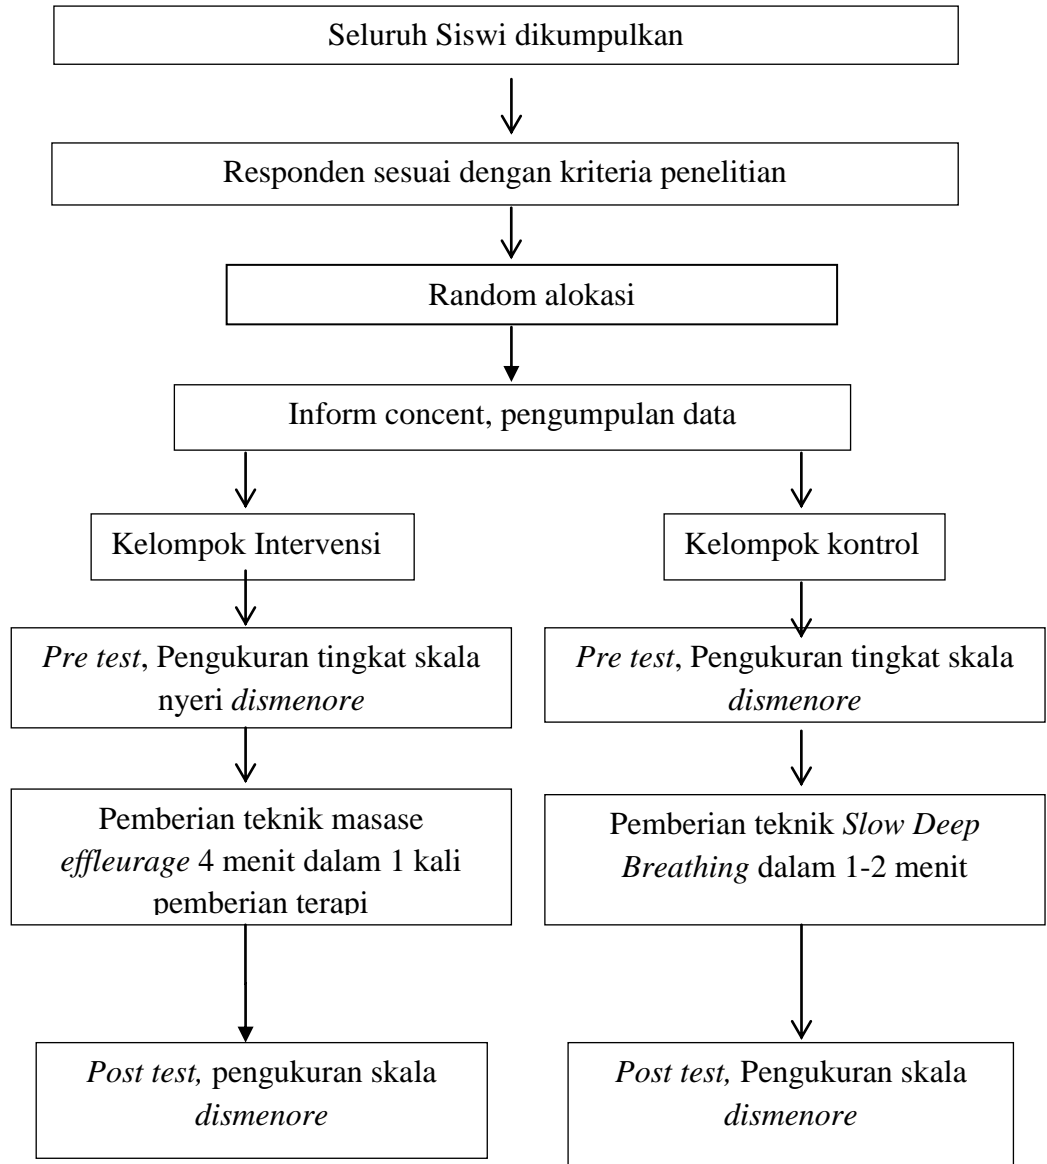 Seluruh Siswi dikumpulkan
Responden sesuai dengan kriteria penelitian
Random alokasi
Inform concent, pengumpulan data
Kelompok Intervensi
Kelompok kontrol
Pre test, Pengukuran tingkat skala
nyeri dismenore
Pre test, Pengukuran tingkat skala
dismenore
Pemberian teknik masase
effleurage 4 menit dalam 1 kali
pemberian terapi
Pemberian teknik Slow Deep
Breathing dalam 1-2 menit
Post test, pengukuran skala
dismenore
Post test, Pengukuran skala
dismenore